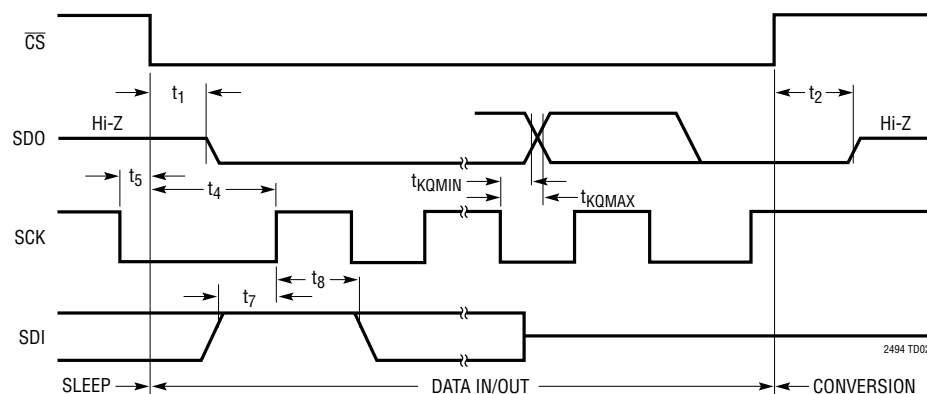 CS
t1
t2
Hi-Z
Hi-Z
SDO
t5
t4
tKQMIN
tKQMAX
SCK
t8
t7
SDI
2494 TD02
SLEEP
DATA IN/OUT
CONVERSION